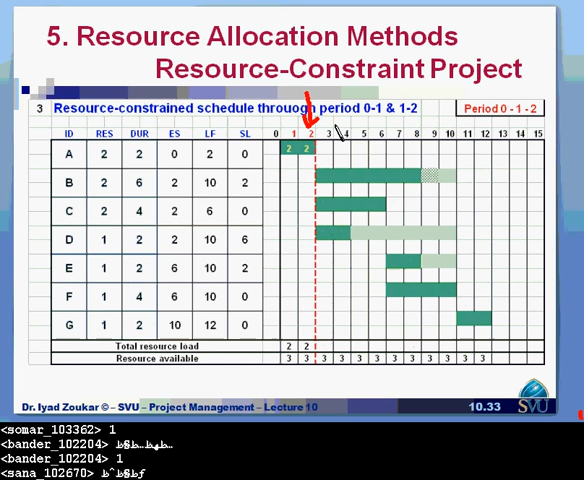 5. Resource Allocation Methods
Resource-Constraint Project
3 Resource-constrained schedule throuogh period 0-1 & 1-2 Period 0 - 1 - 2
ID RES DUR ES LF SL 0 1 2 3 4 5 6 7 8 9 10 11 12 13 14 15
A 2 2 0 2 0 2 2
B 2 6 2 10 2
C 2 4 2 6 0
D 1 2 2 10 6
E 1 2 6 10 2
F 1 4 6 10 0
G 1 2 10 12 0
Total resource load 2 2
Resource available 3 3 3 3 3 3 3 3 3 3 3 3
Dr. Iyad Zoukar © – SVU – Project Management – Lecture 10 10.33 SVU
<somar_103362> 1
<bander_102204>
<bander_102204> 1
<sana_102670>